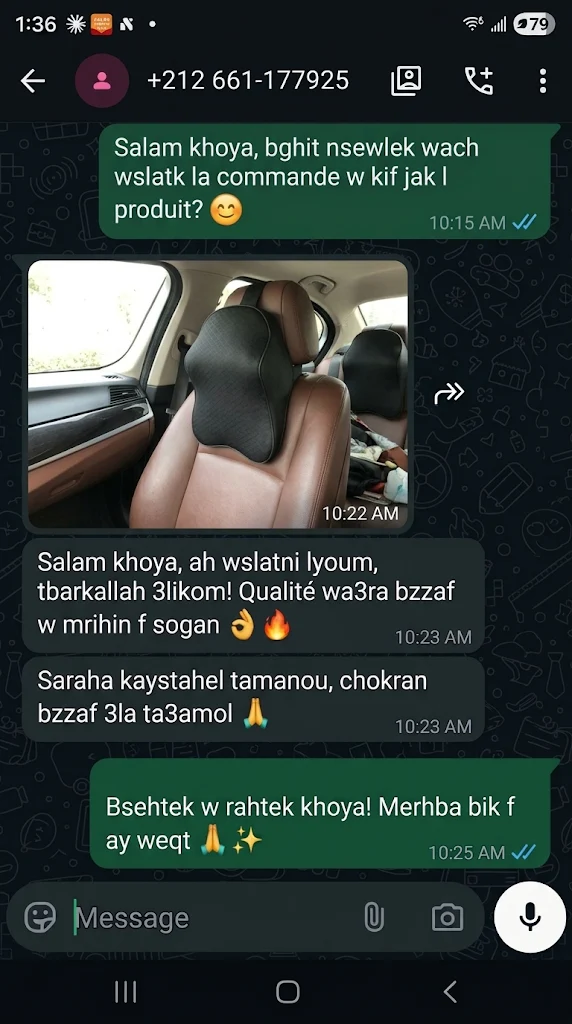 1:36
79
+212 661-177925
Salam khoya, bghit nsewlek wach
wslatk la commande w kif jak l
produit? 😊
10:15 AM
10:22 AM
Salam khoya, ah wslatni lyoum,
tbarkallah 3likom! Qualité wa3ra bzzaf
w mrihin f sogan 👌🔥
10:23 AM
Saraha kaystahel tamanou, chokran
bzzaf 3la ta3amol 🙏
10:23 AM
Bsehtek w rahtek khoya! Merhba bik f
ay weqt 🙏✨
10:25 AM
Message